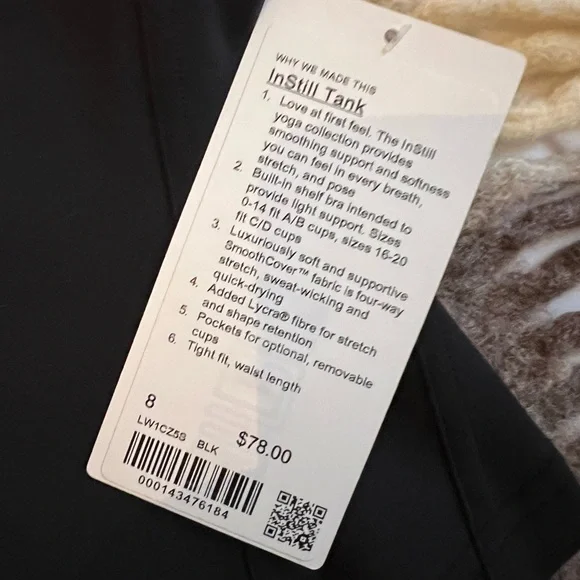 WHY WE MADE THIS
InStill Tank
1. Love at first feel. The InStill
yoga collection provides
smoothing support and softness
you can feel in every breath,
stretch, and pose
2. Built-in shelf bra intended to
provide light support. Sizes
0-14 fit A/B cups, sizes 16-20
fit C/D cups
3. Luxuriously soft and supportive
SmoothCover™ fabric is four-way
stretch, sweat-wicking and
quick-drying
4. Added Lycra® fibre for stretch
and shape retention
5. Pockets for optional, removable
cups
6. Tight fit, waist length
8
LW1CZ5S BLK $78.00
000143476184